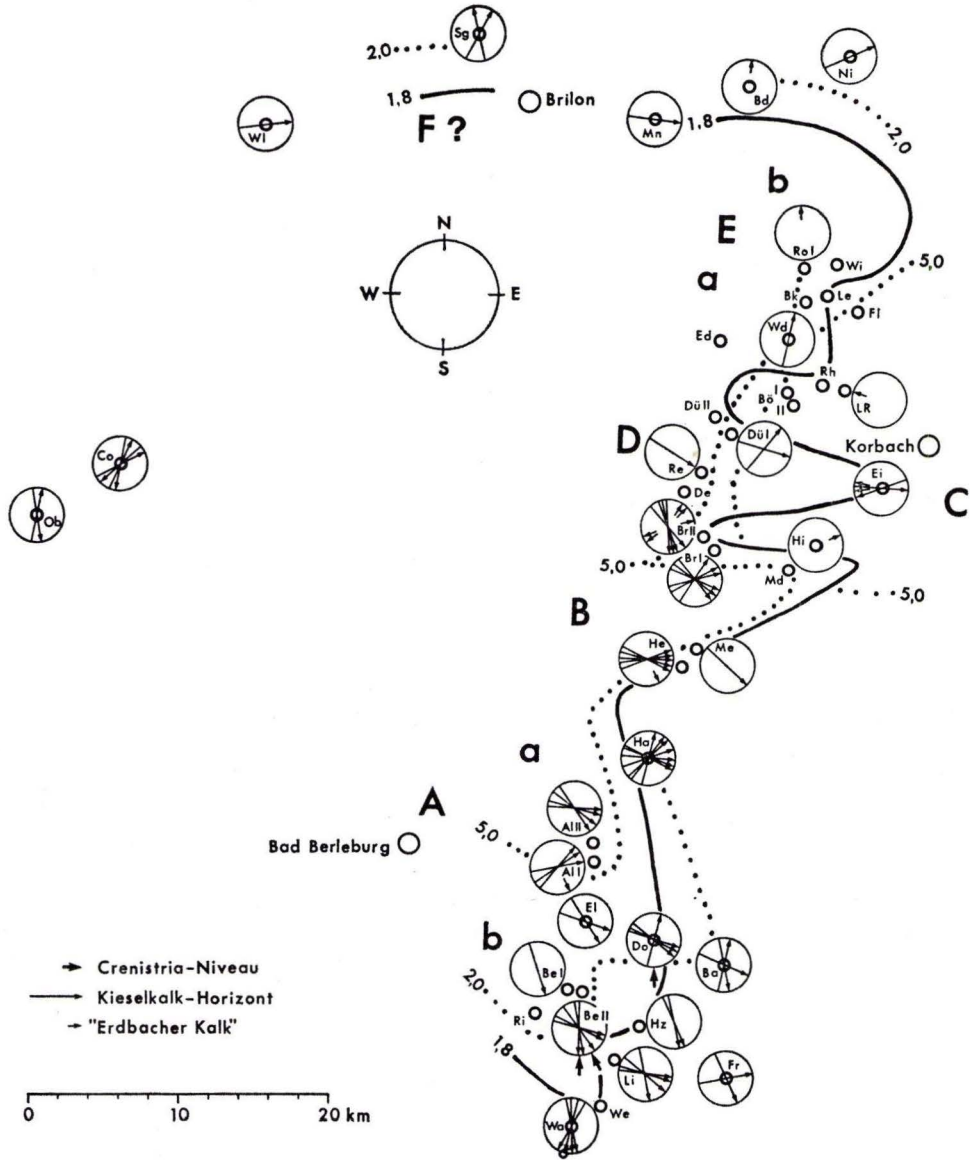 Sg
2,0
Ni
Bd
1,8
Brilon
Wl
F ?
Mn
1,8
2,0
b
E
Ro I
Wi
5,0
N
W
E
S
a
Bk
Le
Fl
Wd
Ed
Rh
Bö I
II
LR
Dü II
Dü I
D
Korbach
Co
Re
Ei
C
De
Ob
Br II
Hi
Br I
5,0
Md
5,0
B
He
Me
a
Ha
A
Al II
5,0
Bad Berleburg
Al I
El
b
Do
Ba
Be I
2,0
Crenistria-Niveau
Kieselkalk-Horizont
"Erdbacher Kalk"
Ri
Be II
Hz
1,8
Li
Fr
We
Wa
0 10 20 km